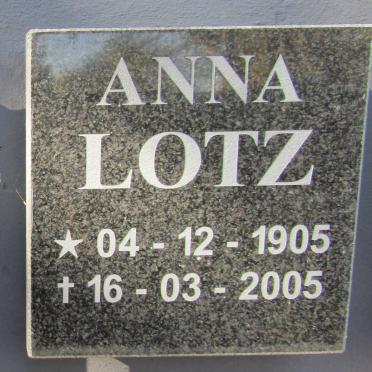 ANNA
LOTZ
★ 04 - 12 - 1905
✝ 16 - 03 - 2005